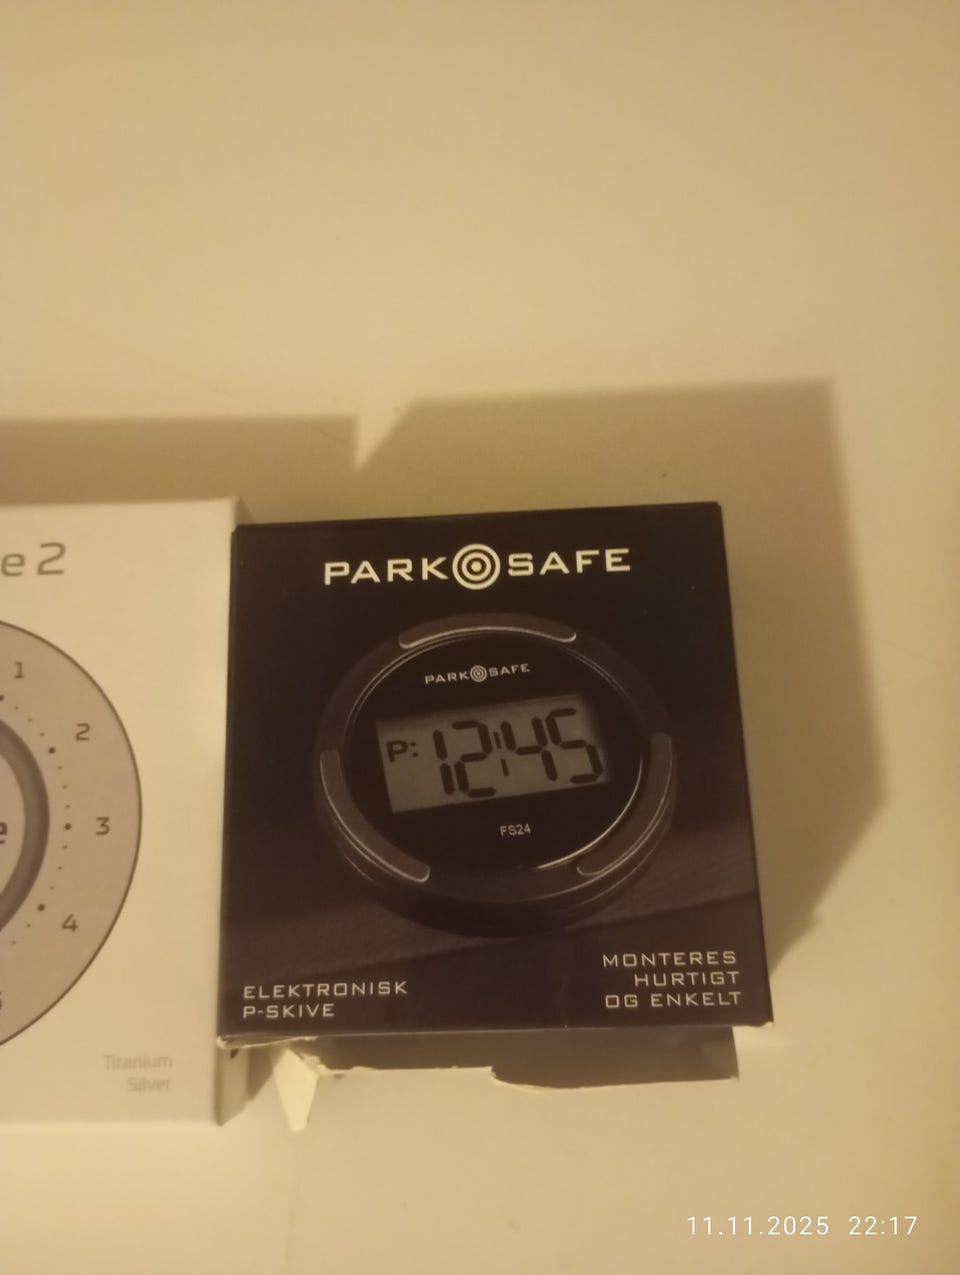 e 2
1
2
3
4
Titanium
Silver
PARK SAFE
PARK SAFE
P: 12:45
FS24
ELEKTRONISK
P-SKIVE
MONTERES
HURTIGT
OG ENKELT
11.11.2025 22:17